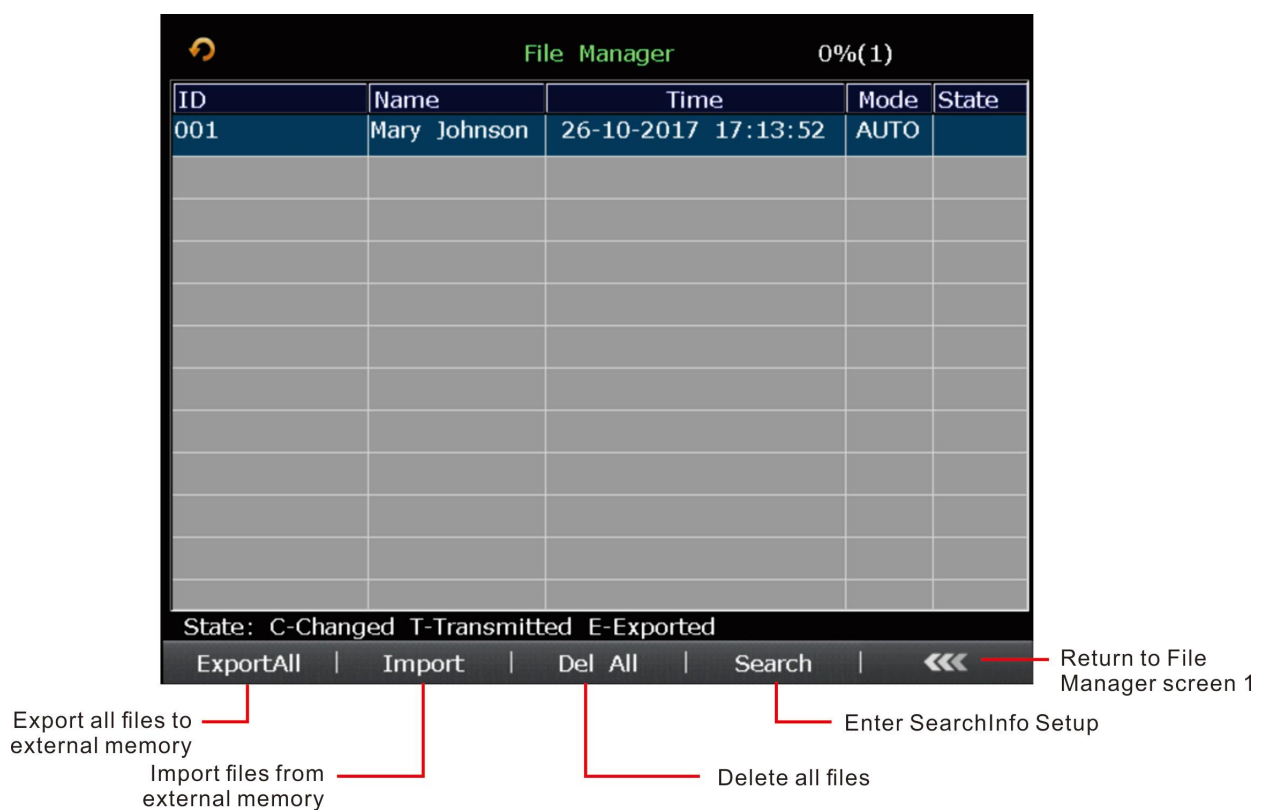 File Manager 0%(1)
ID Name Time Mode State
001 Mary Johnson 26-10-2017 17:13:52 AUTO
State: C-Changed T-Transmitted E-Exported
ExportAll | Import | Del All | Search |
Return to File
Manager screen 1
Export all files to
external memory
Enter SearchInfo Setup
Import files from
external memory
Delete all files